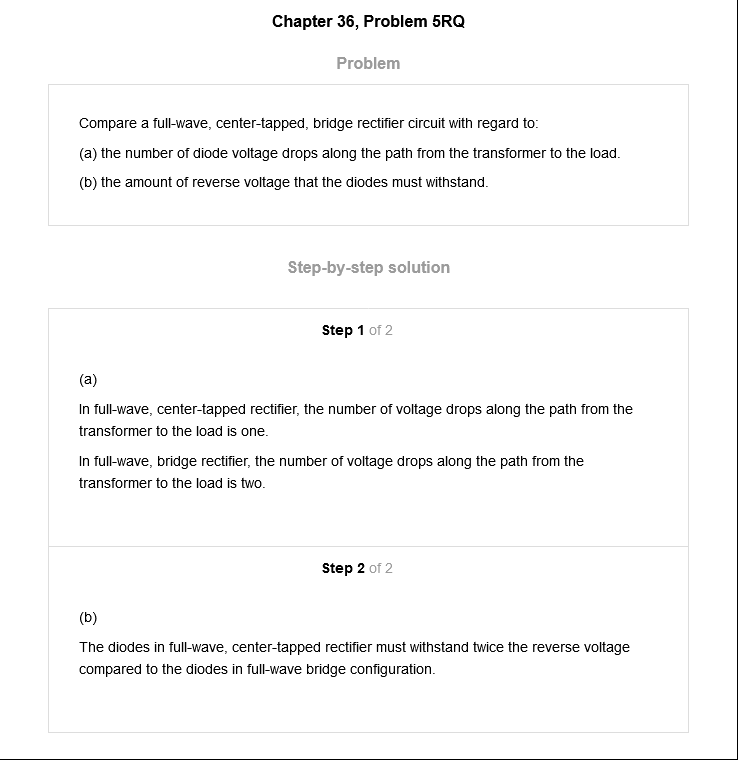 Chapter 36, Problem 5RQ
Problem
Compare a full-wave, center-tapped, bridge rectifier circuit with regard to:
(a) the number of diode voltage drops along the path from the transformer to the load.
(b) the amount of reverse voltage that the diodes must withstand.
Step-by-step solution
Step 1 of 2
(a)
In full-wave, center-tapped rectifier, the number of voltage drops along the path from the
transformer to the load is one.
In full-wave, bridge rectifier, the number of voltage drops along the path from the
transformer to the load is two.
Step 2 of 2
(b)
The diodes in full-wave, center-tapped rectifier must withstand twice the reverse voltage
compared to the diodes in full-wave bridge configuration.